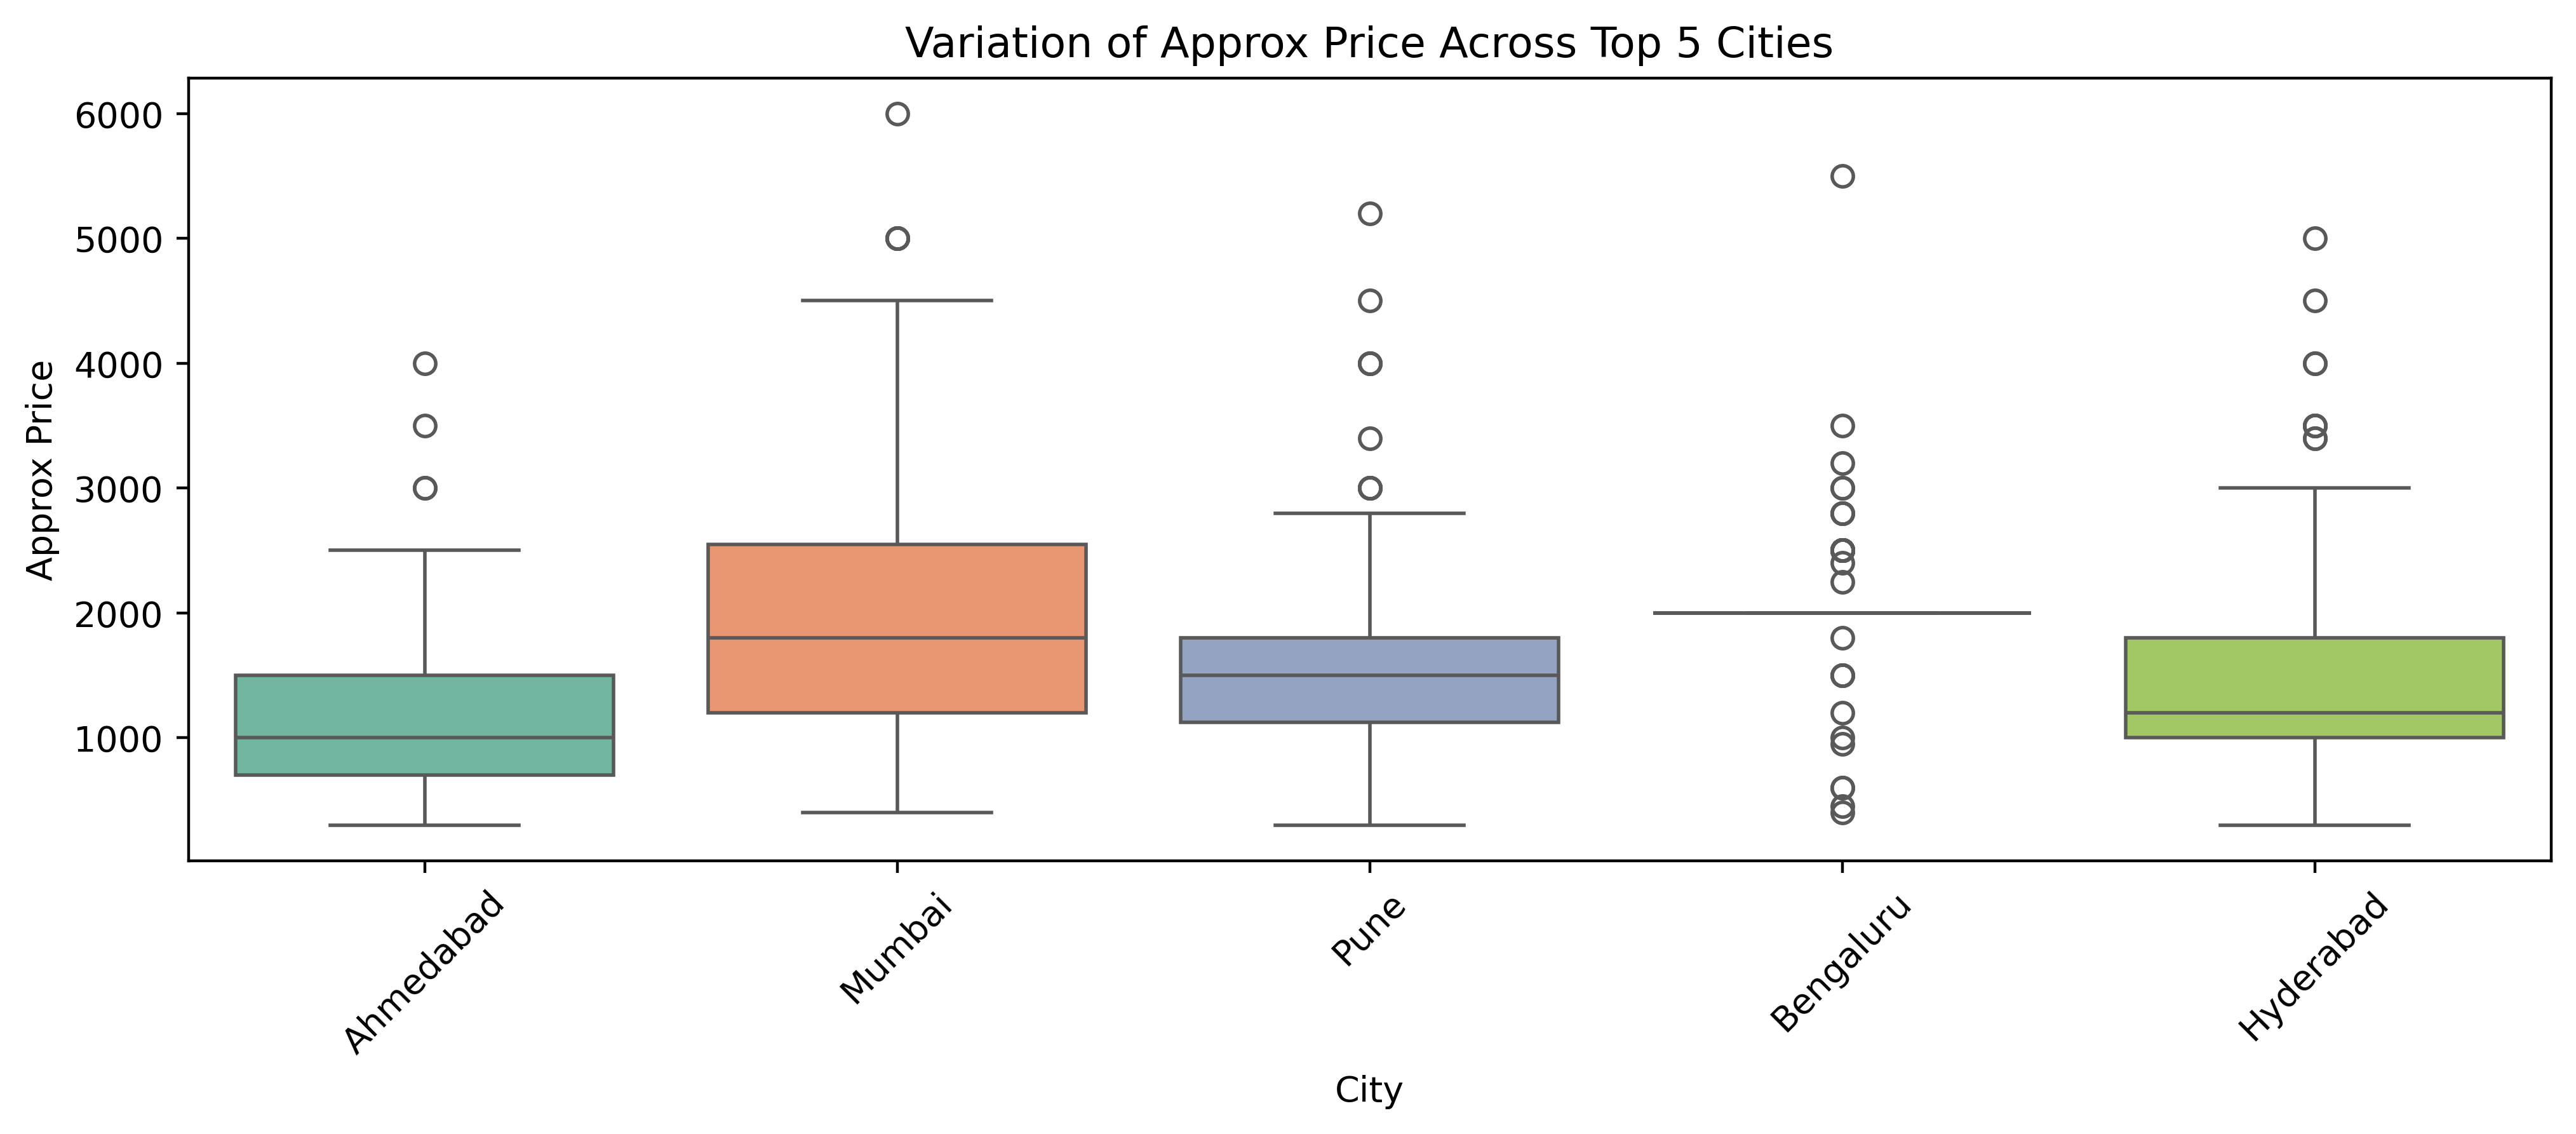 Variation of Approx Price Across Top 5 Cities
Approx Price
6000
5000
4000
3000
2000
1000
Ahmedabad
Mumbai
Pune
Bengaluru
Hyderabad
City